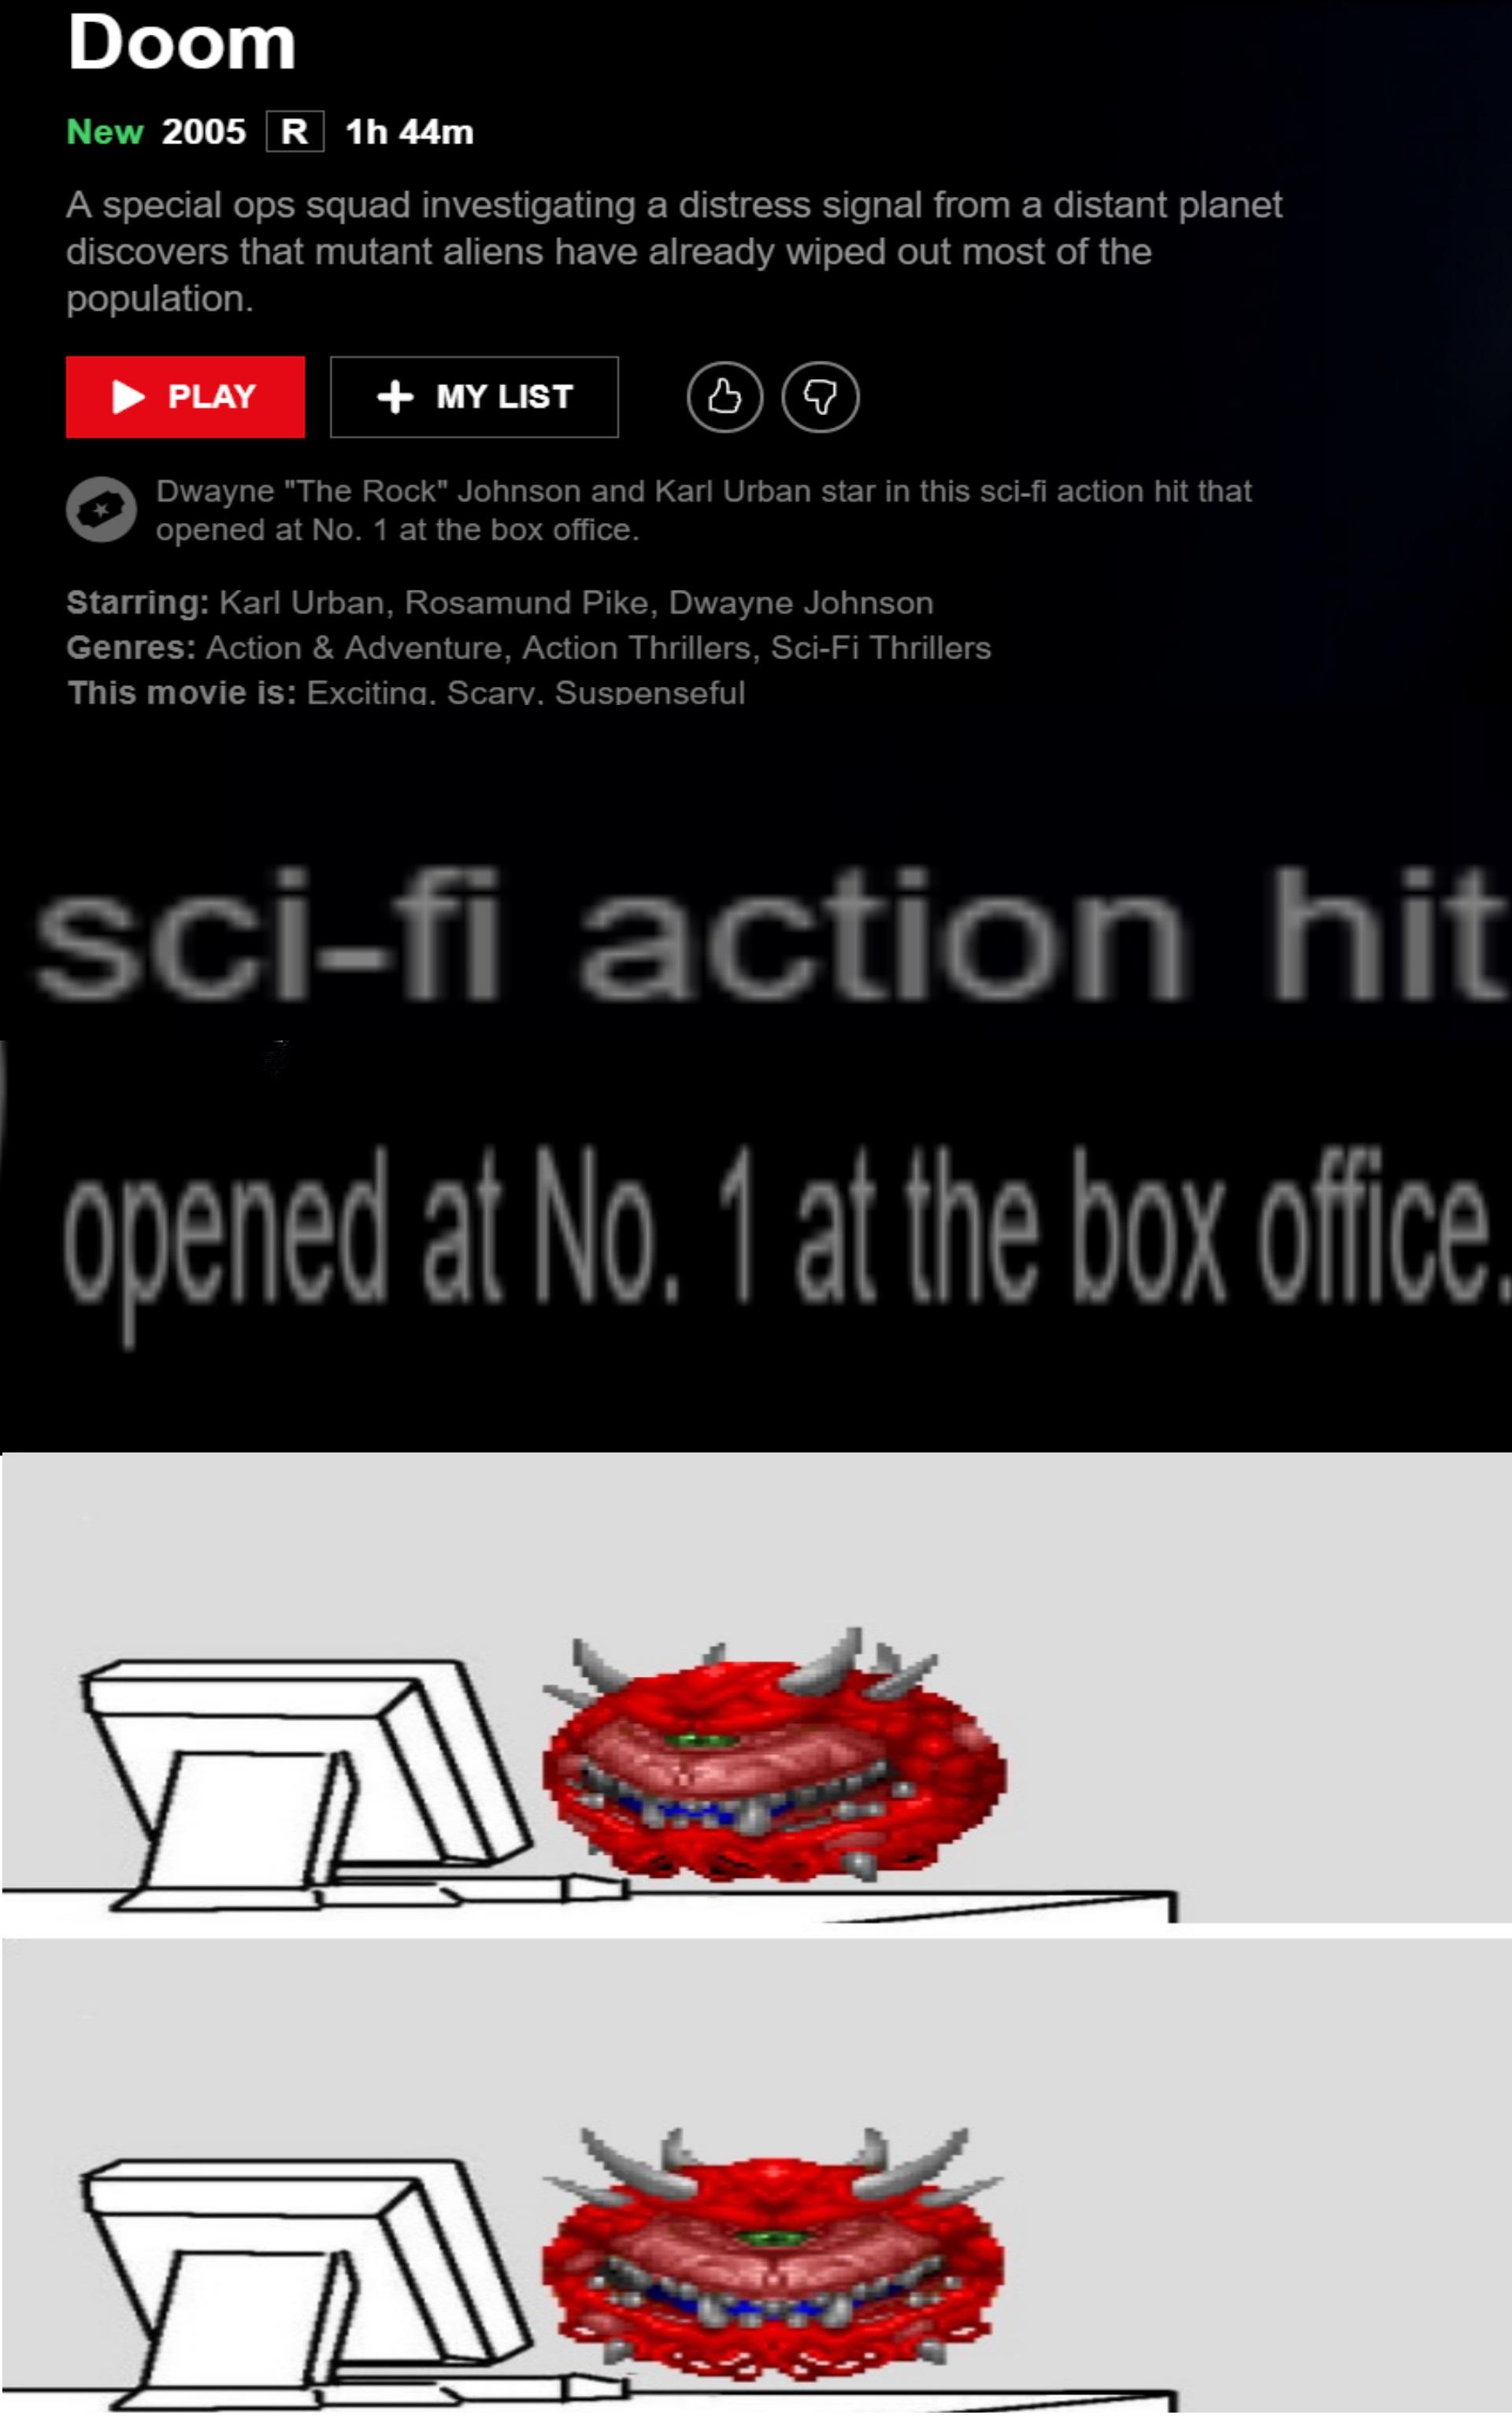 Doom
New 2005 R 1h 44m
A special ops squad investigating a distress signal from a distant planet
discovers that mutant aliens have already wiped out most of the
population.
PLAY
MY LIST
Dwayne "The Rock" Johnson and Karl Urban star in this sci-fi action hit that
opened at No. 1 at the box office.
Starring: Karl Urban, Rosamund Pike, Dwayne Johnson
Genres: Action & Adventure, Action Thrillers, Sci-Fi Thrillers
This movie is: Exciting, Scary, Suspenseful
sci-fi action hit
opened at No. 1 at the box office.